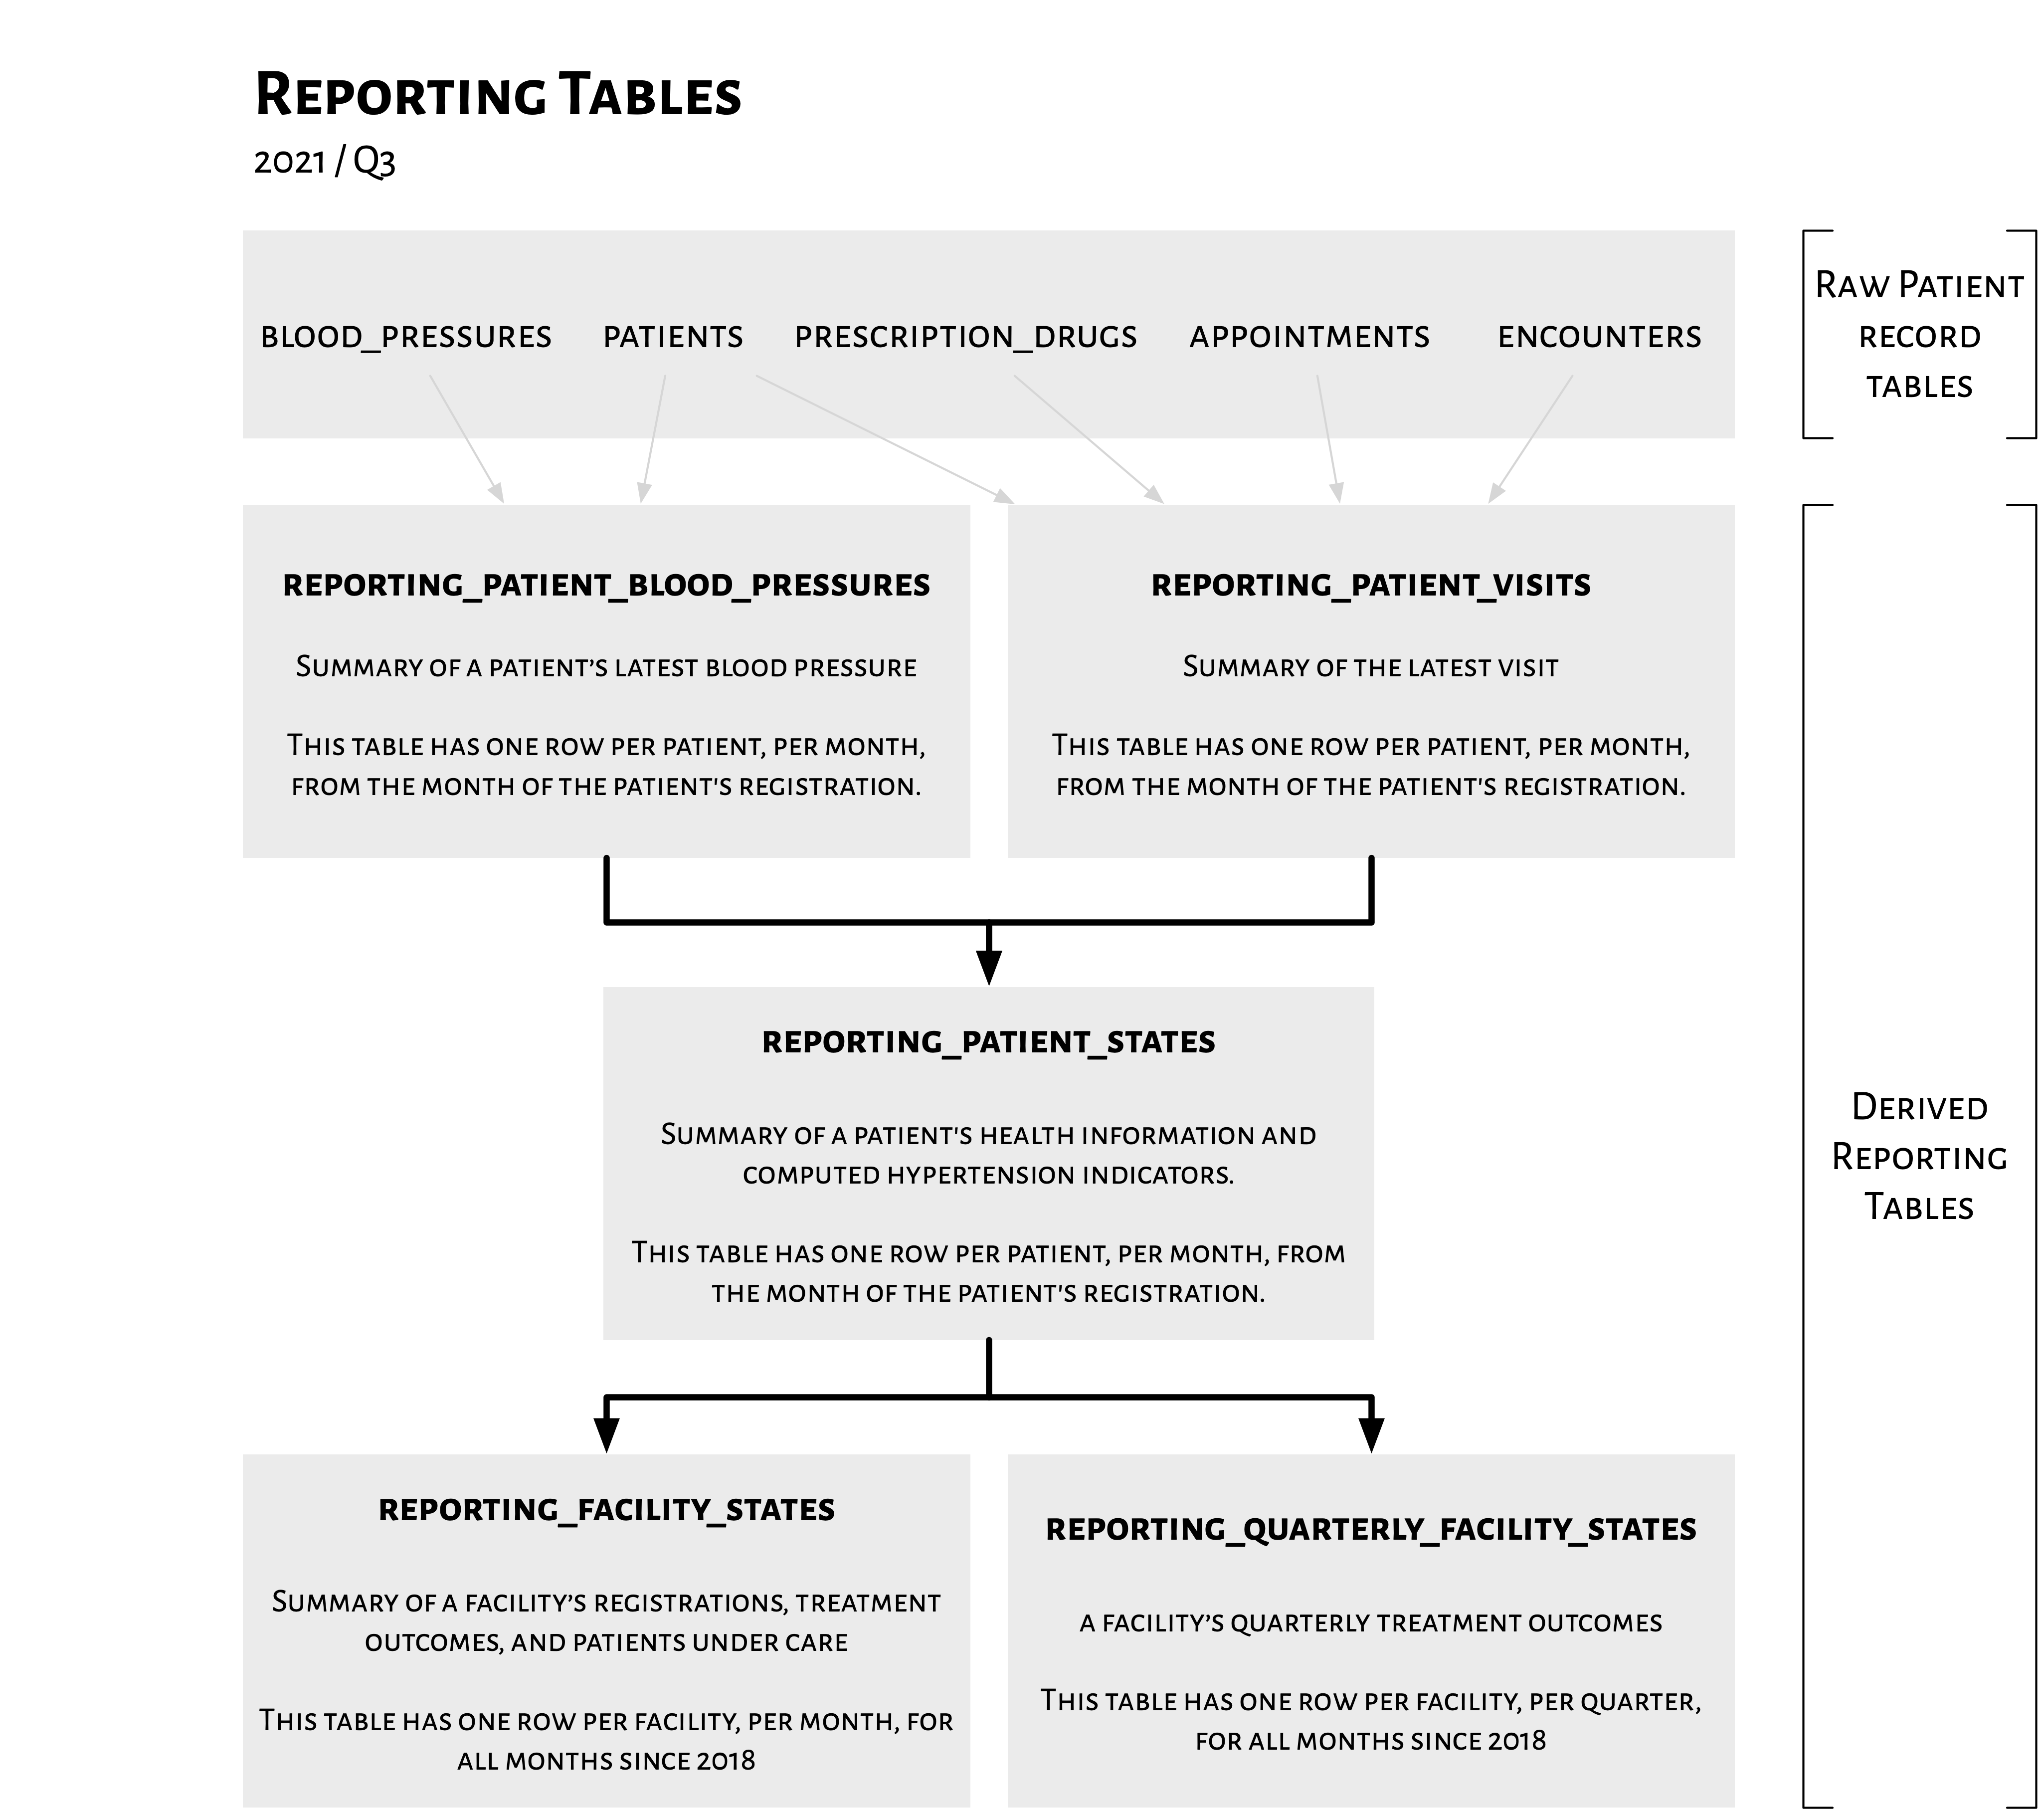 Reporting Tables
2021 / Q3
BLOOD_PRESSURES PATIENTS PRESCRIPTION_DRUGS APPOINTMENTS ENCOUNTERS
Raw Patient
record
tables
REPORTING_PATIENT_BLOOD_PRESSURES
Summary of a patient’s latest blood pressure
This table has one row per patient, per month,
from the month of the patient's registration.
REPORTING_PATIENT_VISITS
Summary of the latest visit
This table has one row per patient, per month,
from the month of the patient's registration.
REPORTING_PATIENT_STATES
Summary of a patient's health information and
computed hypertension indicators.
This table has one row per patient, per month, from
the month of the patient's registration.
Derived
Reporting
Tables
REPORTING_FACILITY_STATES
Summary of a facility’s registrations, treatment
outcomes, and patients under care
This table has one row per facility, per month, for
all months since 2018
REPORTING_QUARTERLY_FACILITY_STATES
a facility’s quarterly treatment outcomes
This table has one row per facility, per quarter,
for all months since 2018